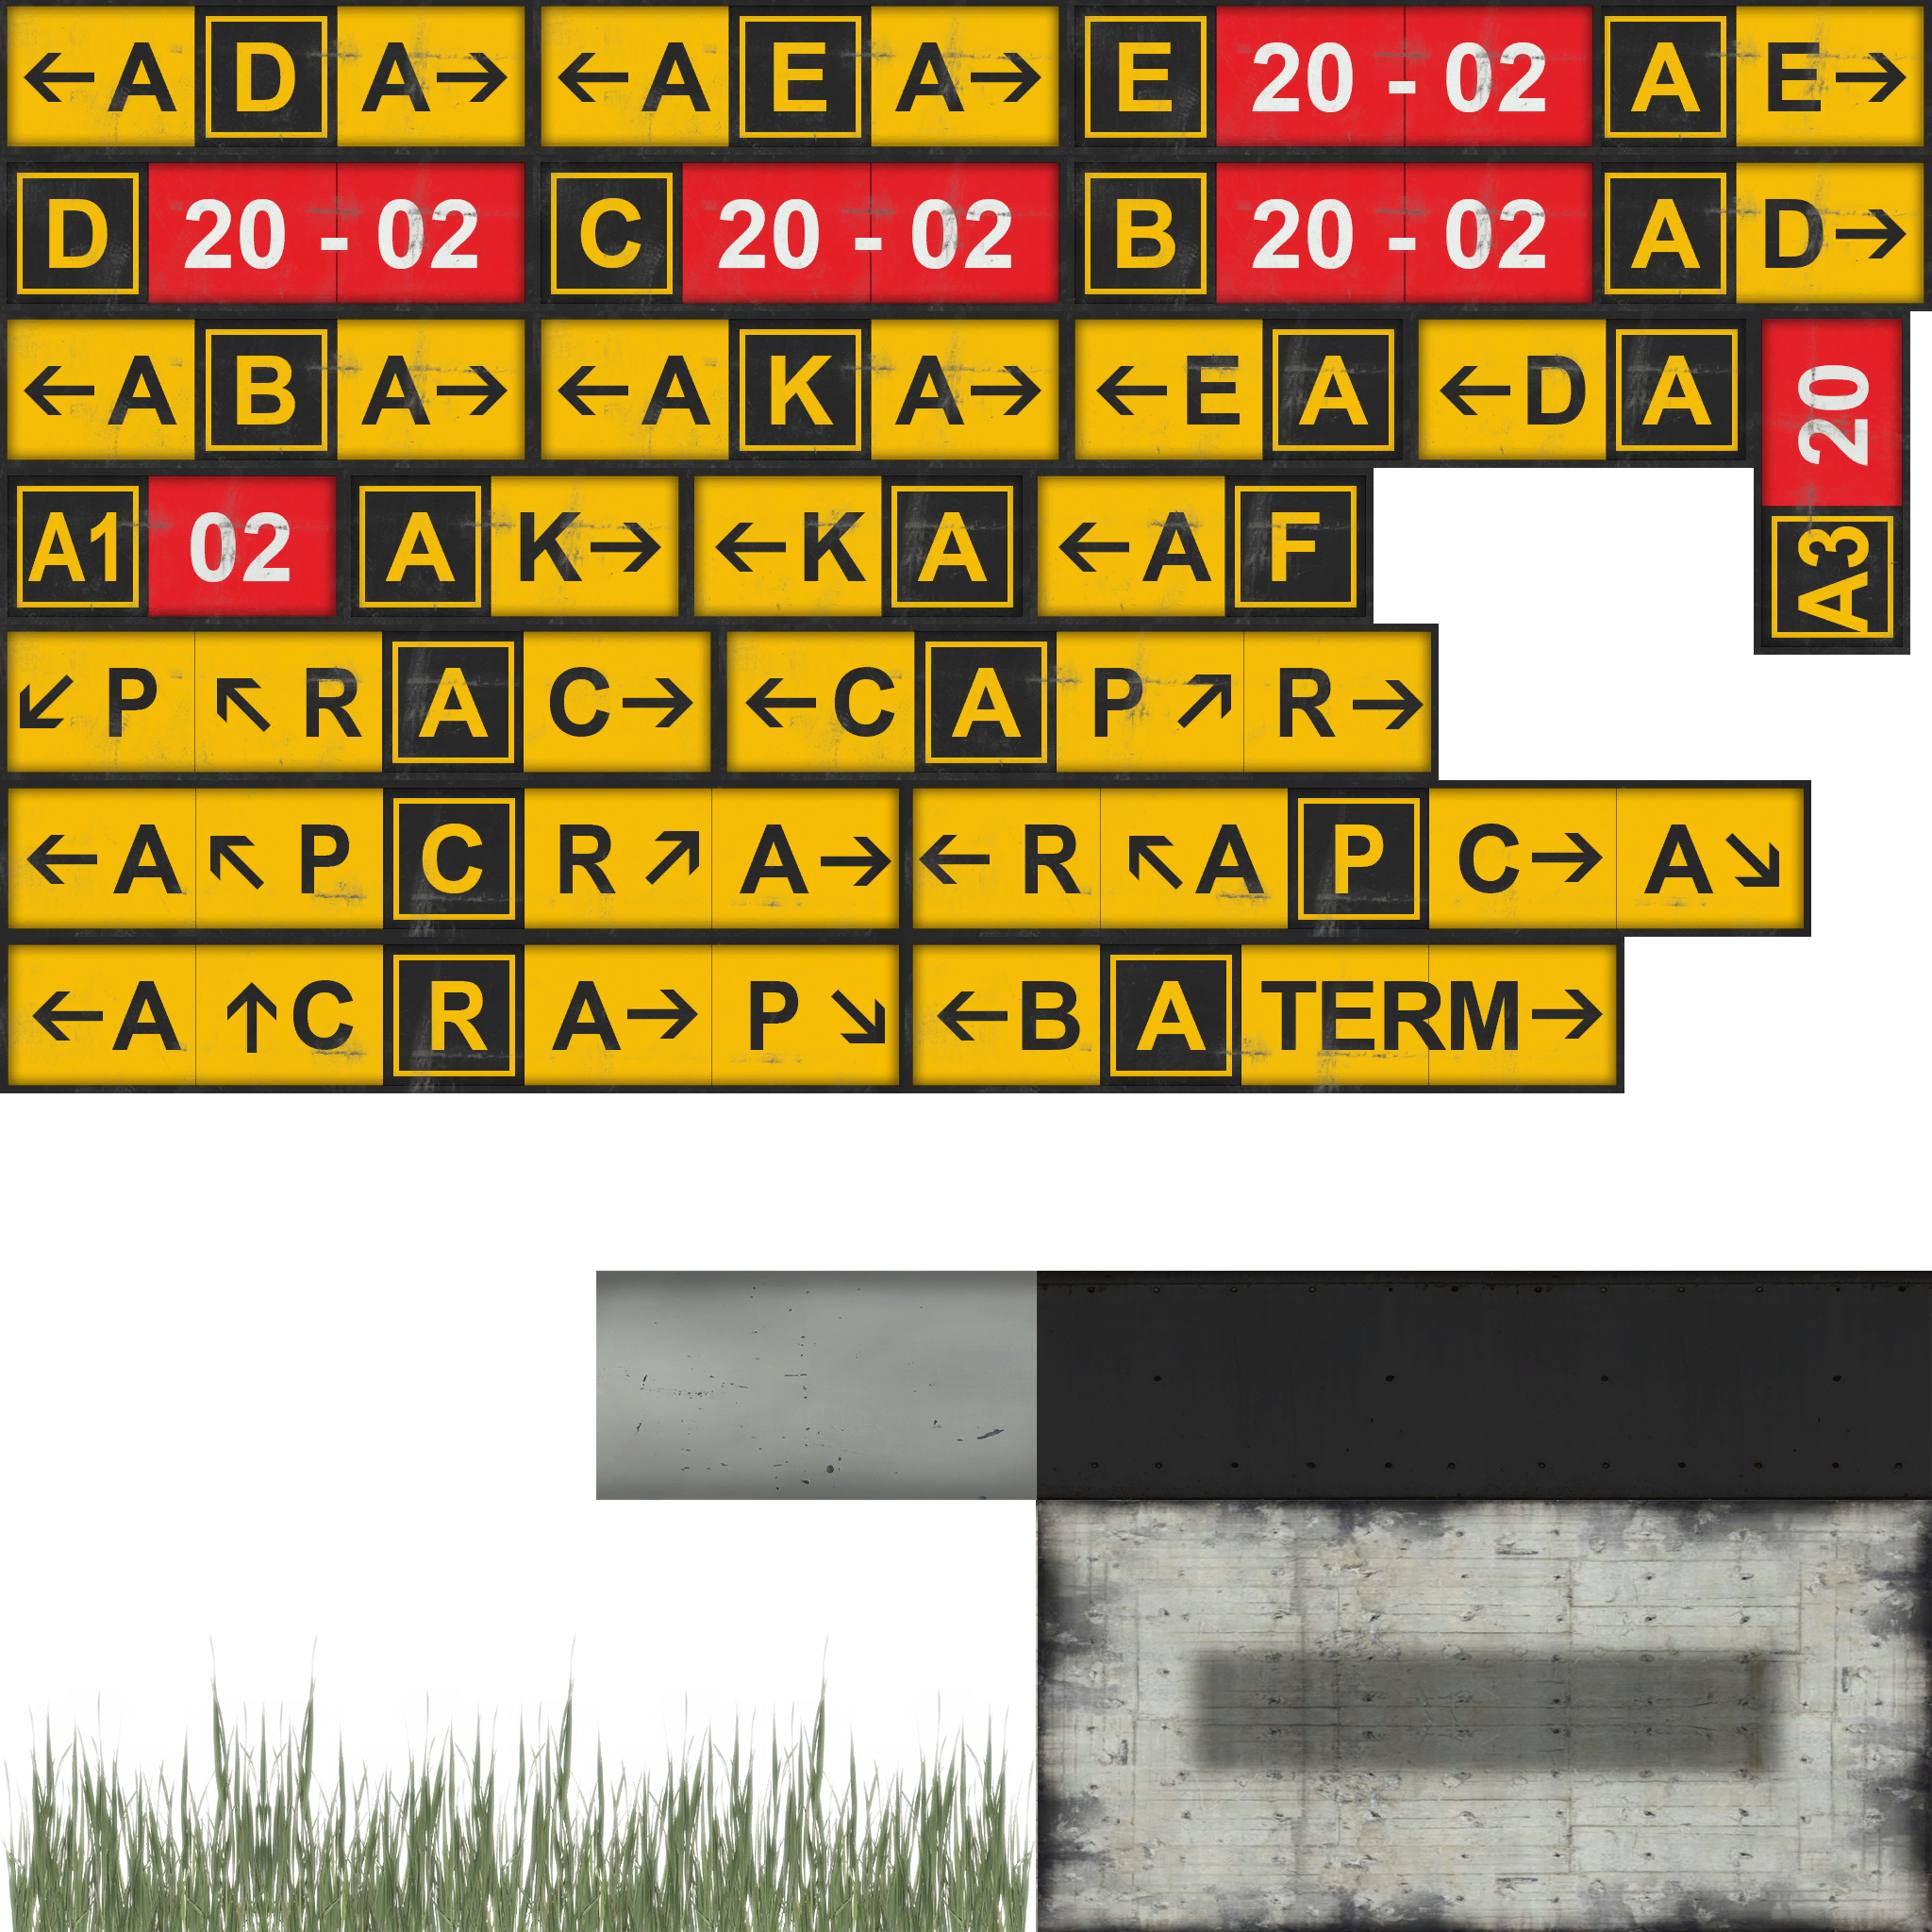 ←A D A→ ←A E A→ E 20 - 02 A E→
D 20 - 02 C 20 - 02 B 20 - 02 A D→
←A B A→ ←A K A→ ←E A ←D A
A3 20
A1 02 A K→ ←K A ←A F
↙P ↖R A C→ ←C A P↗ R→
←A ↖P C R↗ A→ ←R ↖A P C→ A↘
←A ↑C R A→ P↘ ←B A TERM→